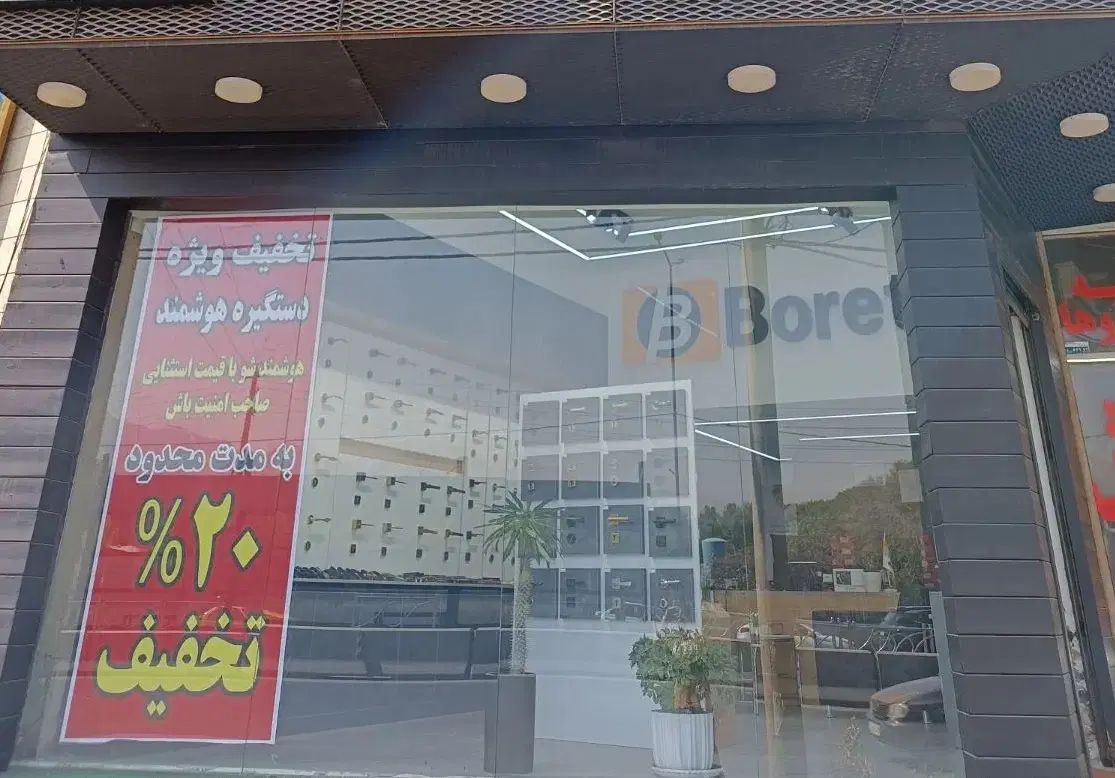 تخفیف ویژه
دستگیره هوشمند
هوشمند شو با قیمت استثنایی
صاحب امنیت باش
به مدت محدود
%۲۰
تخفیف
B Boret